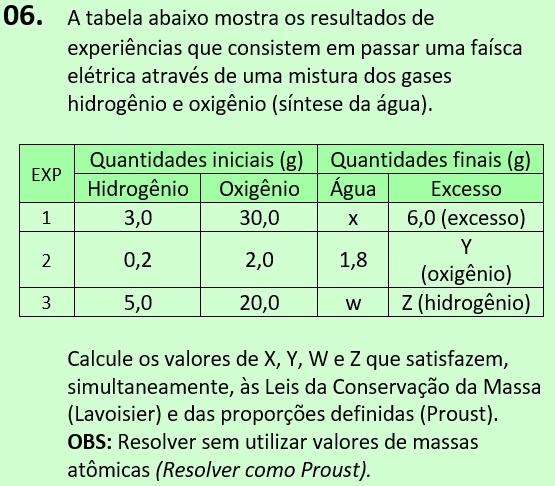 06. A tabela abaixo mostra os resultados de
experiências que consistem em passar uma faísca
elétrica através de uma mistura dos gases
hidrogênio e oxigênio (síntese da água).
EXP Quantidades iniciais (g) Quantidades finais (g)
Hidrogênio Oxigênio Água Excesso
1 3,0 30,0 x 6,0 (excesso)
2 0,2 2,0 1,8 Y
(oxigênio)
3 5,0 20,0 w Z (hidrogênio)
Calcule os valores de X, Y, W e Z que satisfazem,
simultaneamente, às Leis da Conservação da Massa
(Lavoisier) e das proporções definidas (Proust).
OBS: Resolver sem utilizar valores de massas
atômicas (Resolver como Proust).